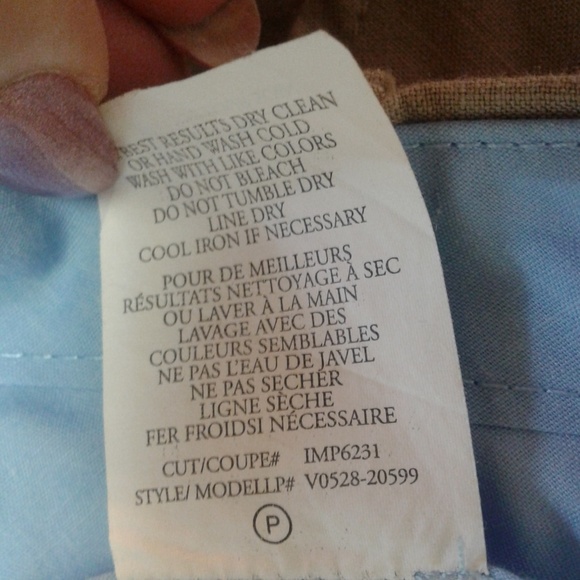 BEST RESULTS DRY CLEAN
OR HAND WASH COLD
WASH WITH LIKE COLORS
DO NOT BLEACH
DO NOT TUMBLE DRY
LINE DRY
COOL IRON IF NECESSARY
POUR DE MEILLEURS
RÉSULTATS NETTOYAGE À SEC
OU LAVER À LA MAIN
LAVAGE AVEC DES
COULEURS SEMBLABLES
NE PAS L'EAU DE JAVEL
NE PAS SECHÉR
LIGNE SÈCHE
FER FROIDSI NÉCESSAIRE
CUT/COUPE# IMP6231
STYLE/ MODELLP# V0528-20599
P